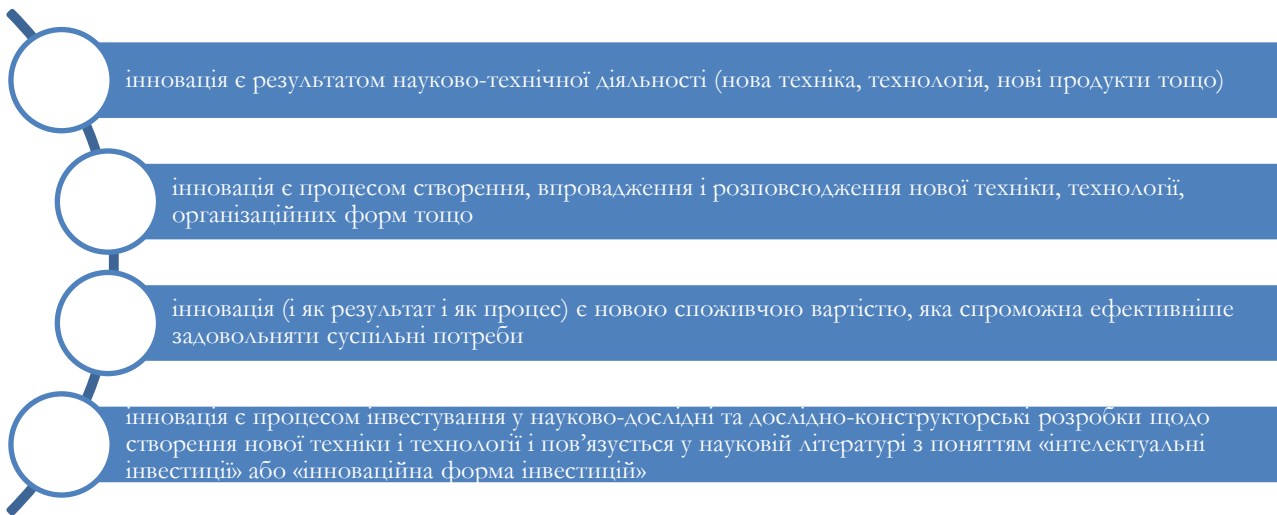 інновація є результатом науково-технічної діяльності (нова техніка, технологія, нові продукти тощо)
інновація є процесом створення, впровадження і розповсюдження нової техніки, технології,
організаційних форм тощо
інновація (і як результат і як процес) є новою споживчою вартістю, яка спроможна ефективніше
задовольняти суспільні потреби
інновація є процесом інвестування у науково-дослідні та дослідно-конструкторські розробки щодо
створення нової техніки і технології і пов’язується у науковій літературі з поняттям «інтелектуальні
інвестиції» або «інноваційна форма інвестицій»